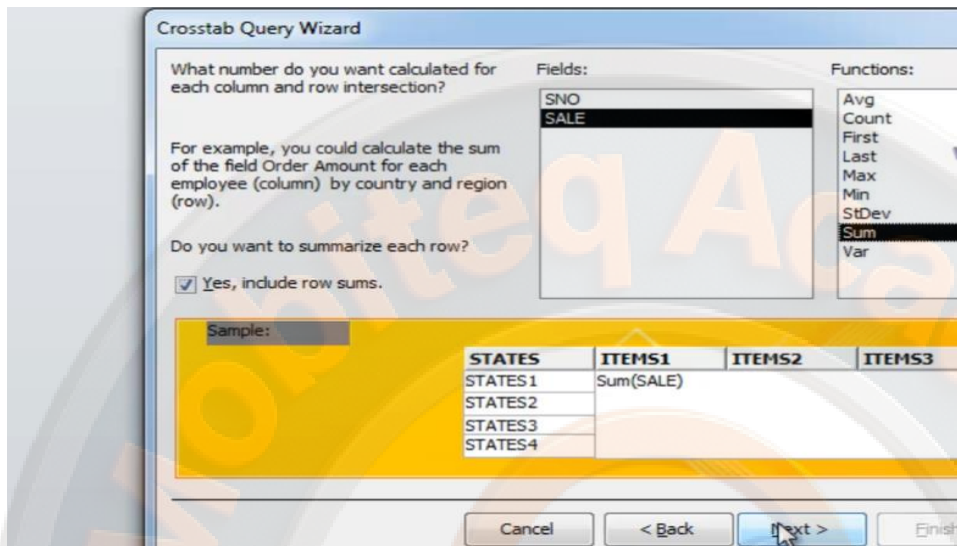 Crosstab Query Wizard
What number do you want calculated for
each column and row intersection?
For example, you could calculate the sum
of the field Order Amount for each
employee (column) by country and region
(row).
Do you want to summarize each row?
Yes, include row sums.
Fields:
SNO
SALE
Functions:
Avg
Count
First
Last
Max
Min
StDev
Sum
Var
Sample:
STATES ITEMS1 ITEMS2 ITEMS3
STATES1 Sum(SALE)
STATES2
STATES3
STATES4
Cancel < Back Next > Finish
Mobiteq Aca